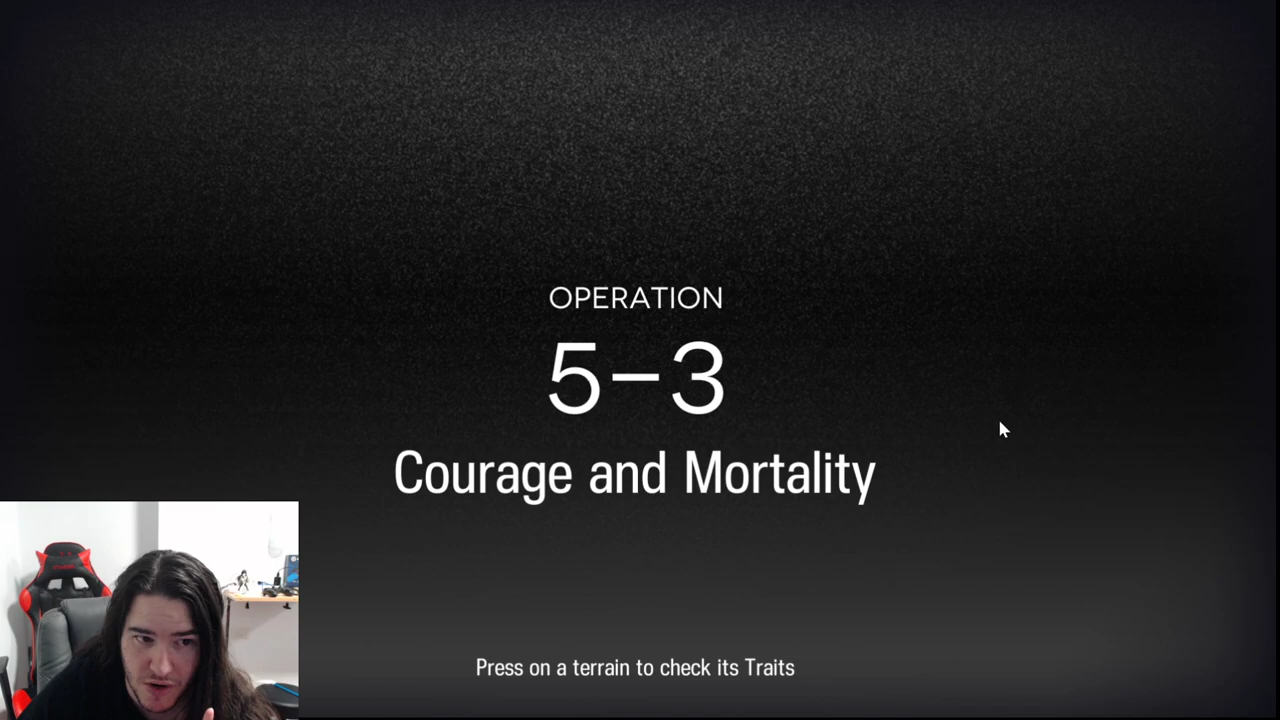 OPERATION
5-3
Courage and Mortality
Press on a terrain to check its Traits